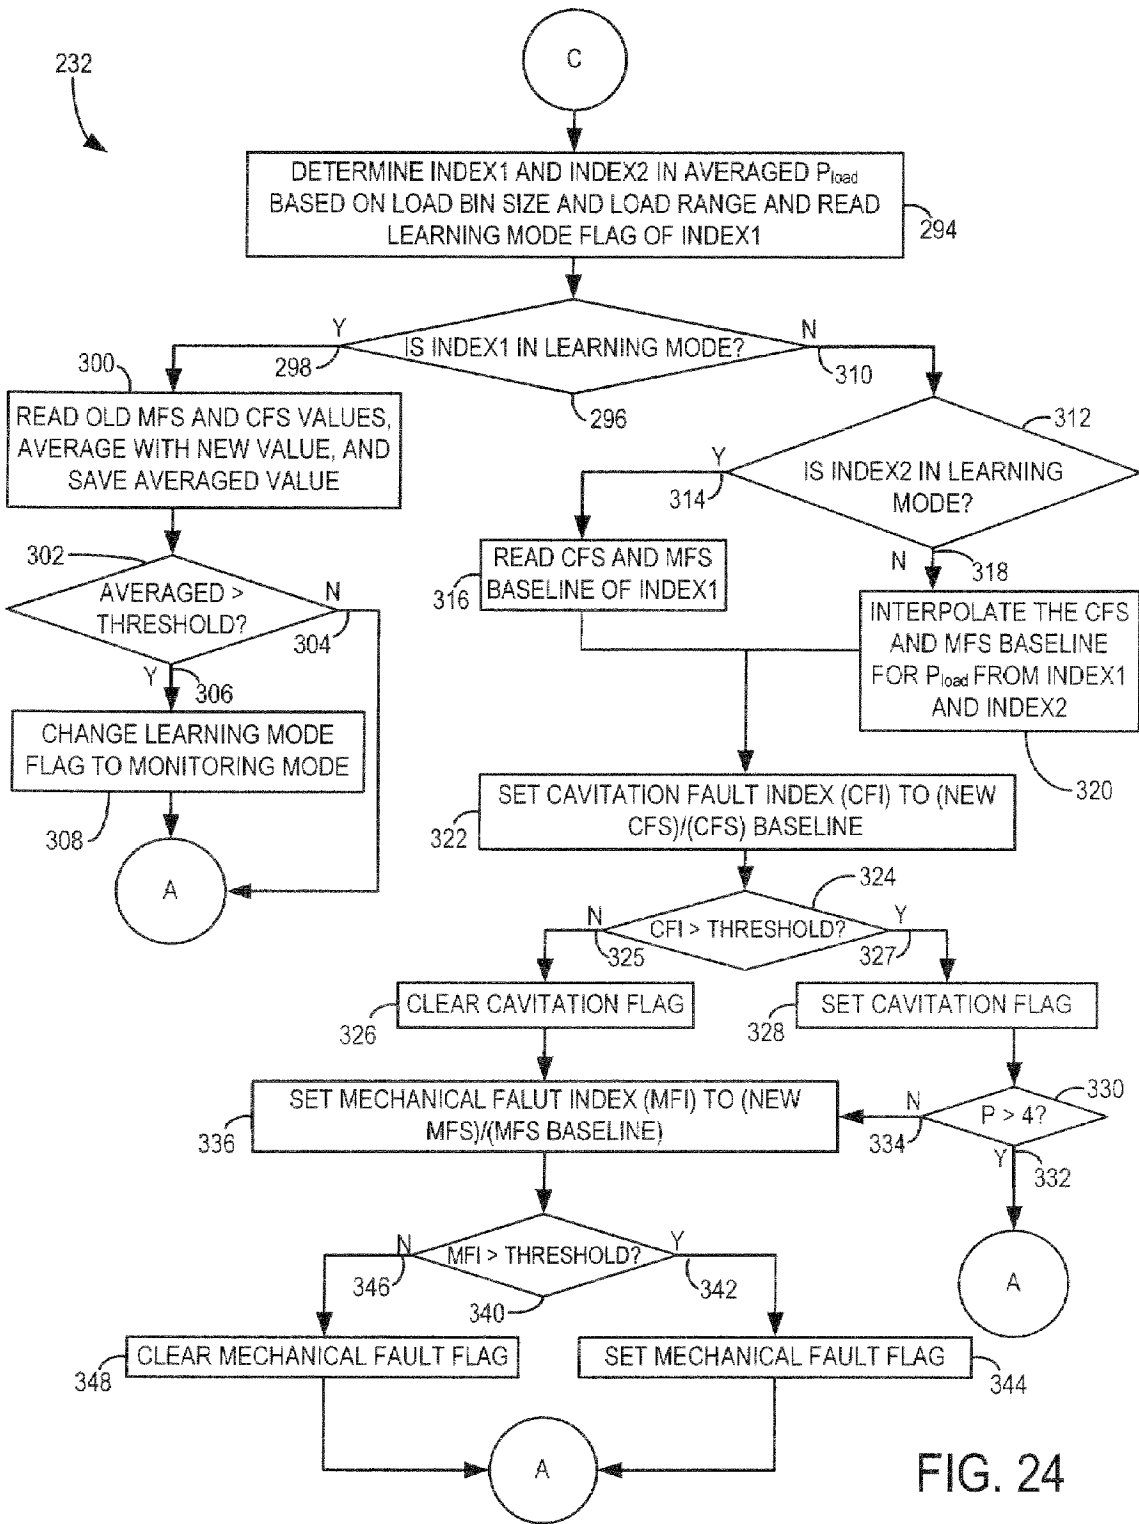 C
232
DETERMINE INDEX1 AND INDEX2 IN AVERAGED Pload
BASED ON LOAD BIN SIZE AND LOAD RANGE AND READ
LEARNING MODE FLAG OF INDEX1
294
Y
IS INDEX1 IN LEARNING MODE?
N
298
310
296
300
READ OLD MFS AND CFS VALUES,
AVERAGE WITH NEW VALUE, AND
SAVE AVERAGED VALUE
312
Y
IS INDEX2 IN LEARNING
MODE?
314
N
318
302
AVERAGED >
THRESHOLD?
N
304
Y
306
READ CFS AND MFS
BASELINE OF INDEX1
316
INTERPOLATE THE CFS
AND MFS BASELINE
FOR Pload FROM INDEX1
AND INDEX2
320
CHANGE LEARNING MODE
FLAG TO MONITORING MODE
308
A
SET CAVITATION FAULT INDEX (CFI) TO (NEW
CFS)/(CFS) BASELINE
322
324
N
CFI > THRESHOLD?
Y
325
327
CLEAR CAVITATION FLAG
326
SET CAVITATION FLAG
328
330
P > 4?
N
334
Y
332
A
SET MECHANICAL FALUT INDEX (MFI) TO (NEW
MFS)/(MFS BASELINE)
336
N
MFI > THRESHOLD?
Y
346
342
340
CLEAR MECHANICAL FAULT FLAG
348
SET MECHANICAL FAULT FLAG
344
A
FIG. 24